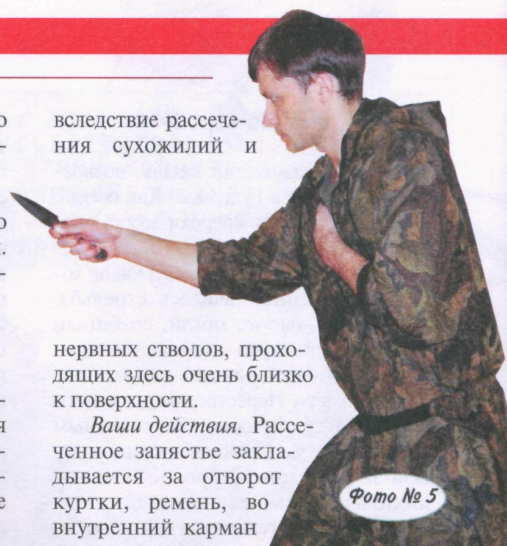 вследствие рассече-
ния сухожилий и
нервных стволов, прохо-
дящих здесь очень близко
к поверхности.
Ваши действия. Рассе-
ченное запястье закла-
дывается за отворот
куртки, ремень, во
внутренний карман
Фото № 5